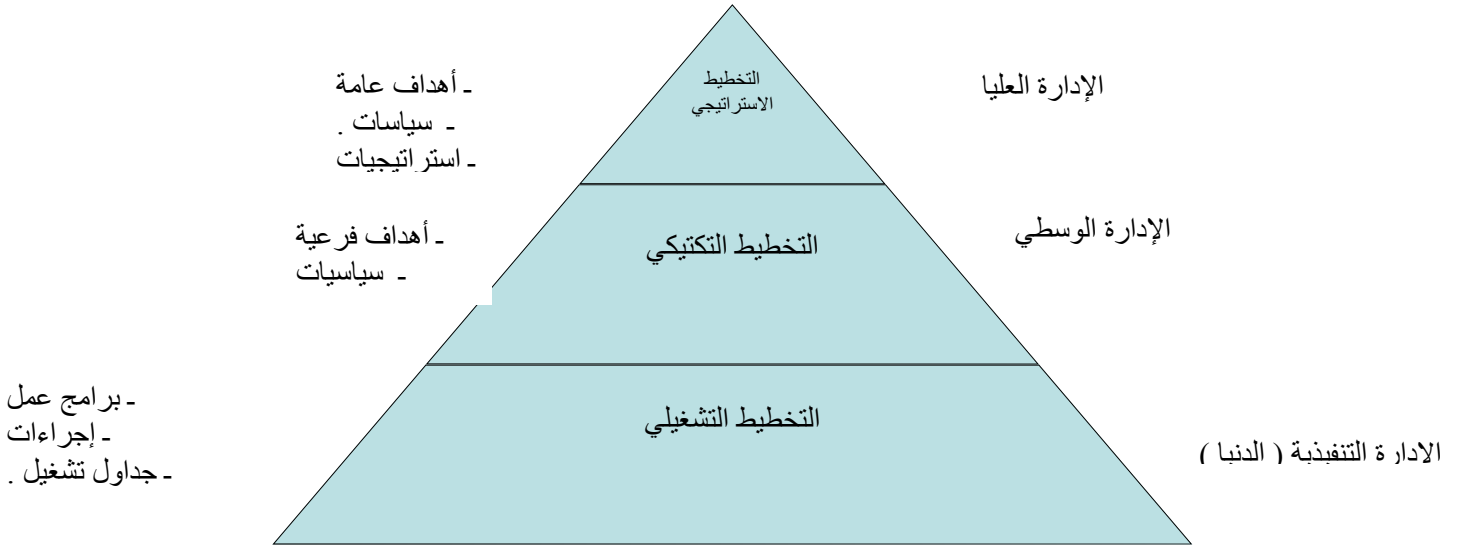 الإدارة العليا
التخطيط
الاستراتيجي
- أهداف عامة
- سياسات .
- استراتيجيات
الإدارة الوسطي
التخطيط التكتيكي
- أهداف فرعية
- سياسيات
الادارة التنفيذية ( الدنيا )
التخطيط التشغيلي
- برامج عمل
- إجراءات
- جداول تشغيل .